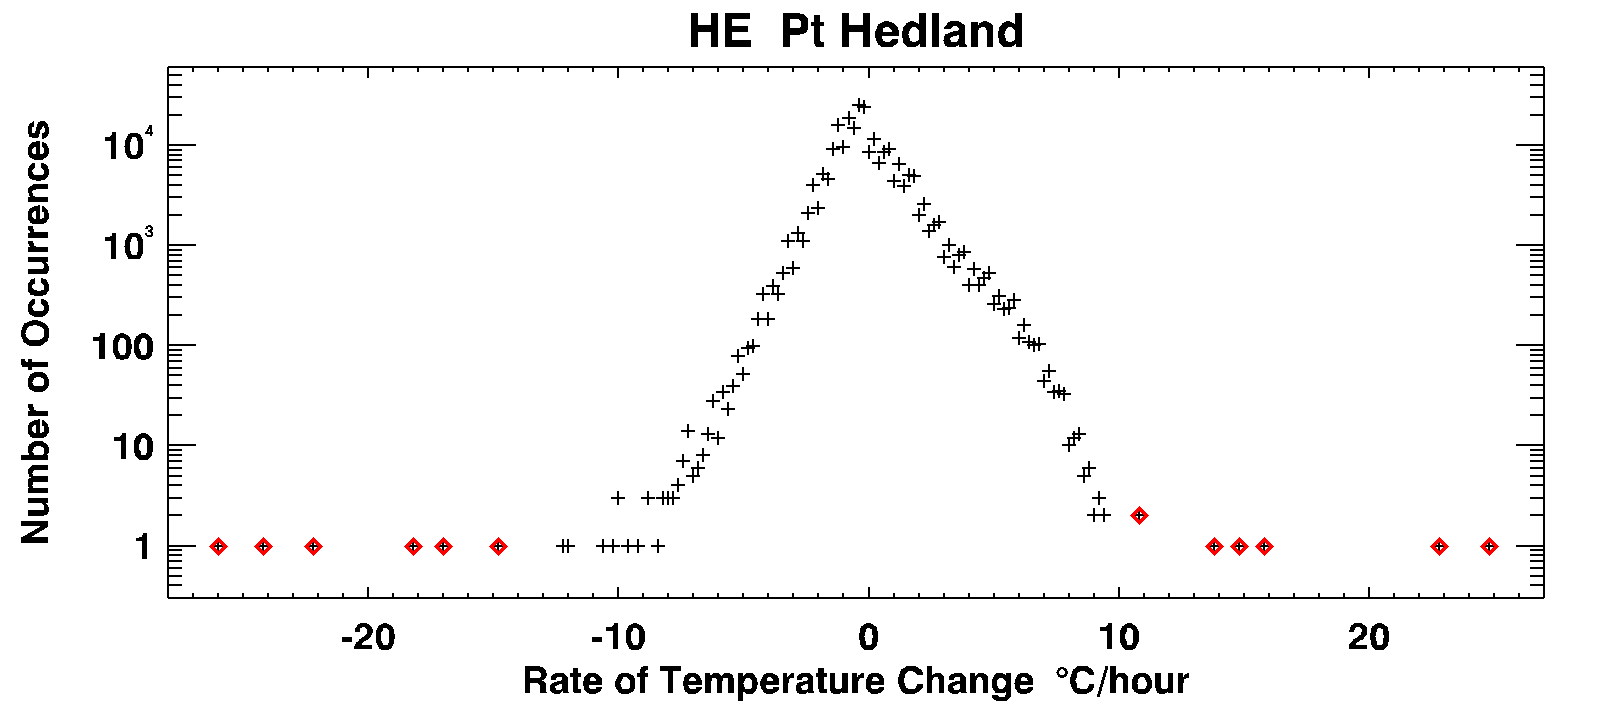 HE  Pt Hedland
Number of Occurrences
10⁴
10³
100
10
1
-20 -10 0 10 20
Rate of Temperature Change  °C/hour